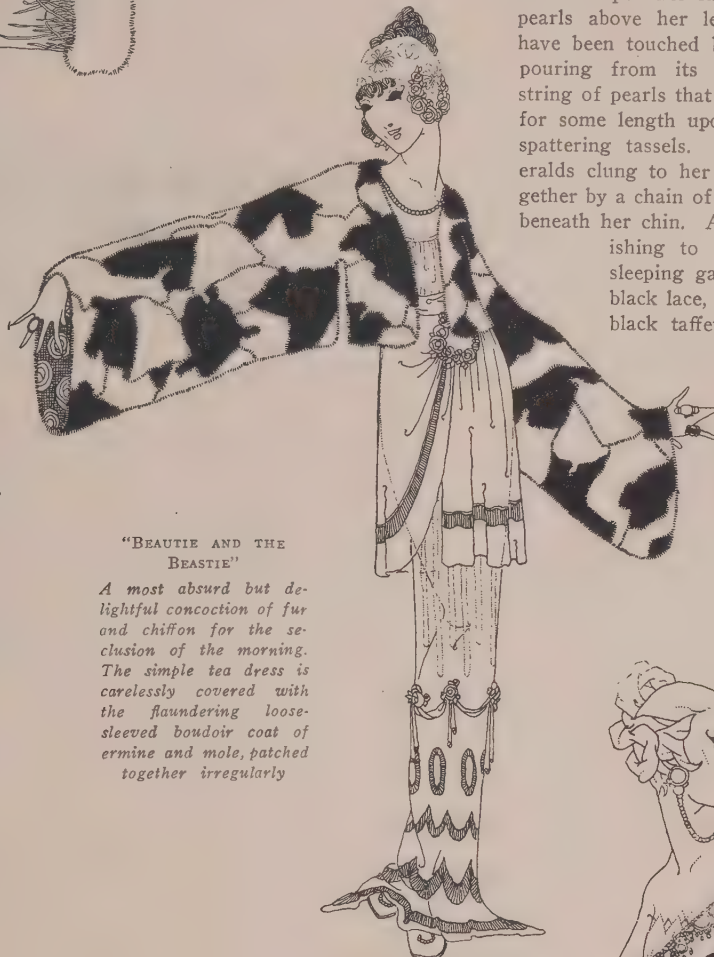 pearls above her
have been touched
pouring from its
string of pearls that
for some length
spattering tassels.
eralds clung to her
gether by a chain of
beneath her chin.
ishing to
sleeping
black lace,
black
"BEAUTIE AND THE
BEASTIE"
A most absurd but de-
lightful concoction of fur
and chiffon for the se-
clusion of the morning.
The simple tea dress is
carelessly covered with
the flaundering loose-
sleeved boudoir coat of
ermine and mole, patched
together irregularly